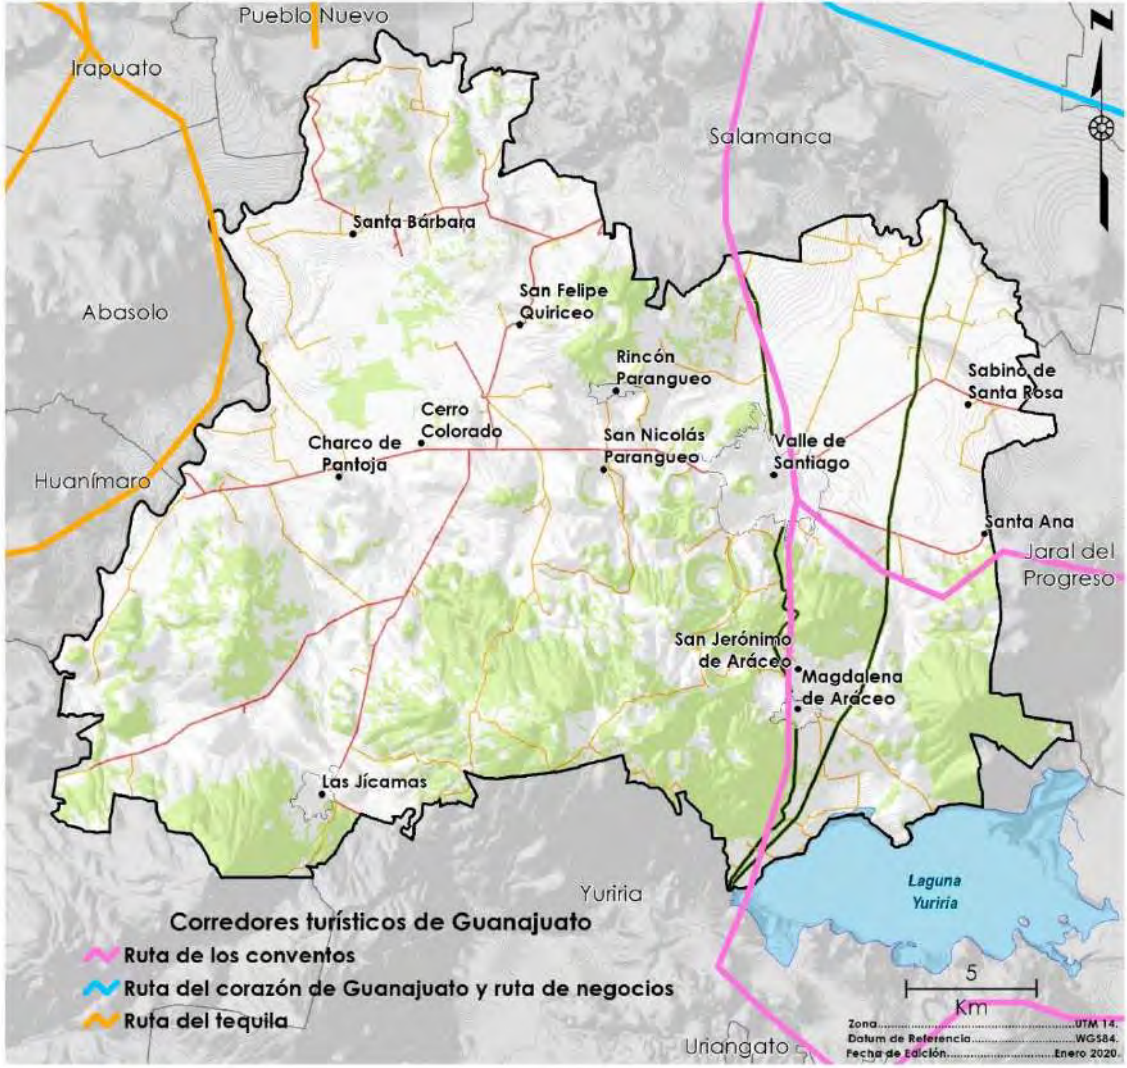 Pueblo Nuevo
Irapuato
N
Salamanca
Santa Bárbara
San Felipe
Quiriceo
Abasolo
Rincón
Parangueo
Sabino de
Santa Rosa
Cerro
Colorado
Charco de
Pantoja
San Nicolás
Parangueo
Valle de
Santiago
Huanímaro
Santa Ana
Jaral del
Progreso
San Jerónimo
de Aráceo
Magdalena
de Aráceo
Las Jícamas
Yuriria
Laguna
Yuriria
Corredores turísticos de Guanajuato
Ruta de los conventos
Ruta del corazón de Guanajuato y ruta de negocios
Ruta del tequila
5
Km
Uriangato
Zona...............................UTM 14.
Datum de Referencia...............WGS84.
Fecha de Edición...............Enero 2020.